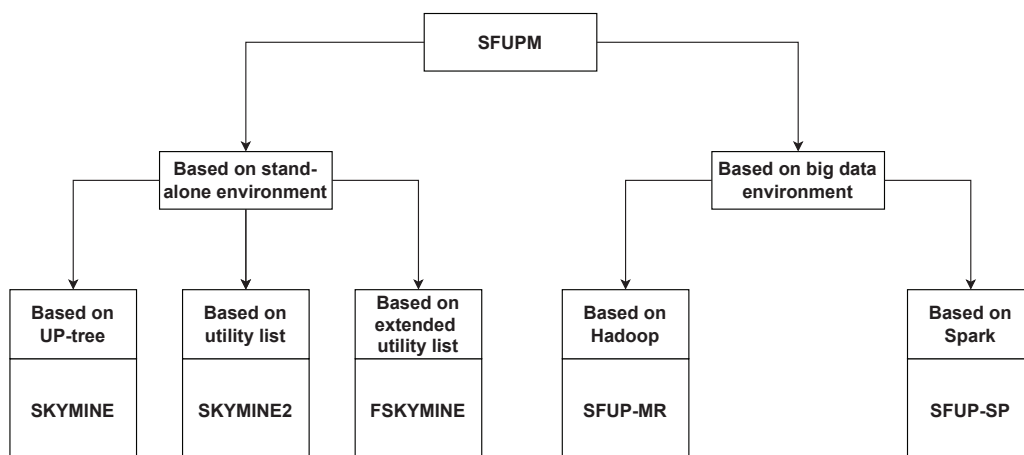 SFUPM
Based on stand-
alone environment
Based on big data
environment
Based on
UP-tree
Based on
utility list
Based on
extended
utility list
Based on
Hadoop
Based on
Spark
SKYMINE
SKYMINE2
FSKYMINE
SFUP-MR
SFUP-SP